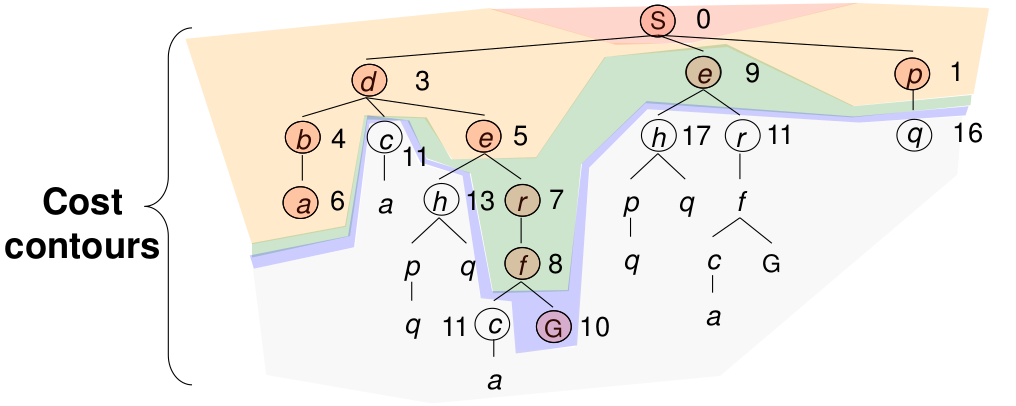 S 0
d 3 e 9 p 1
b 4 c 11 e 5 h 17 r 11 q 16
a 6 a h 13 r 7 p q f
Cost
contours
p q f 8 q c G
q 11 c G 10 a
a